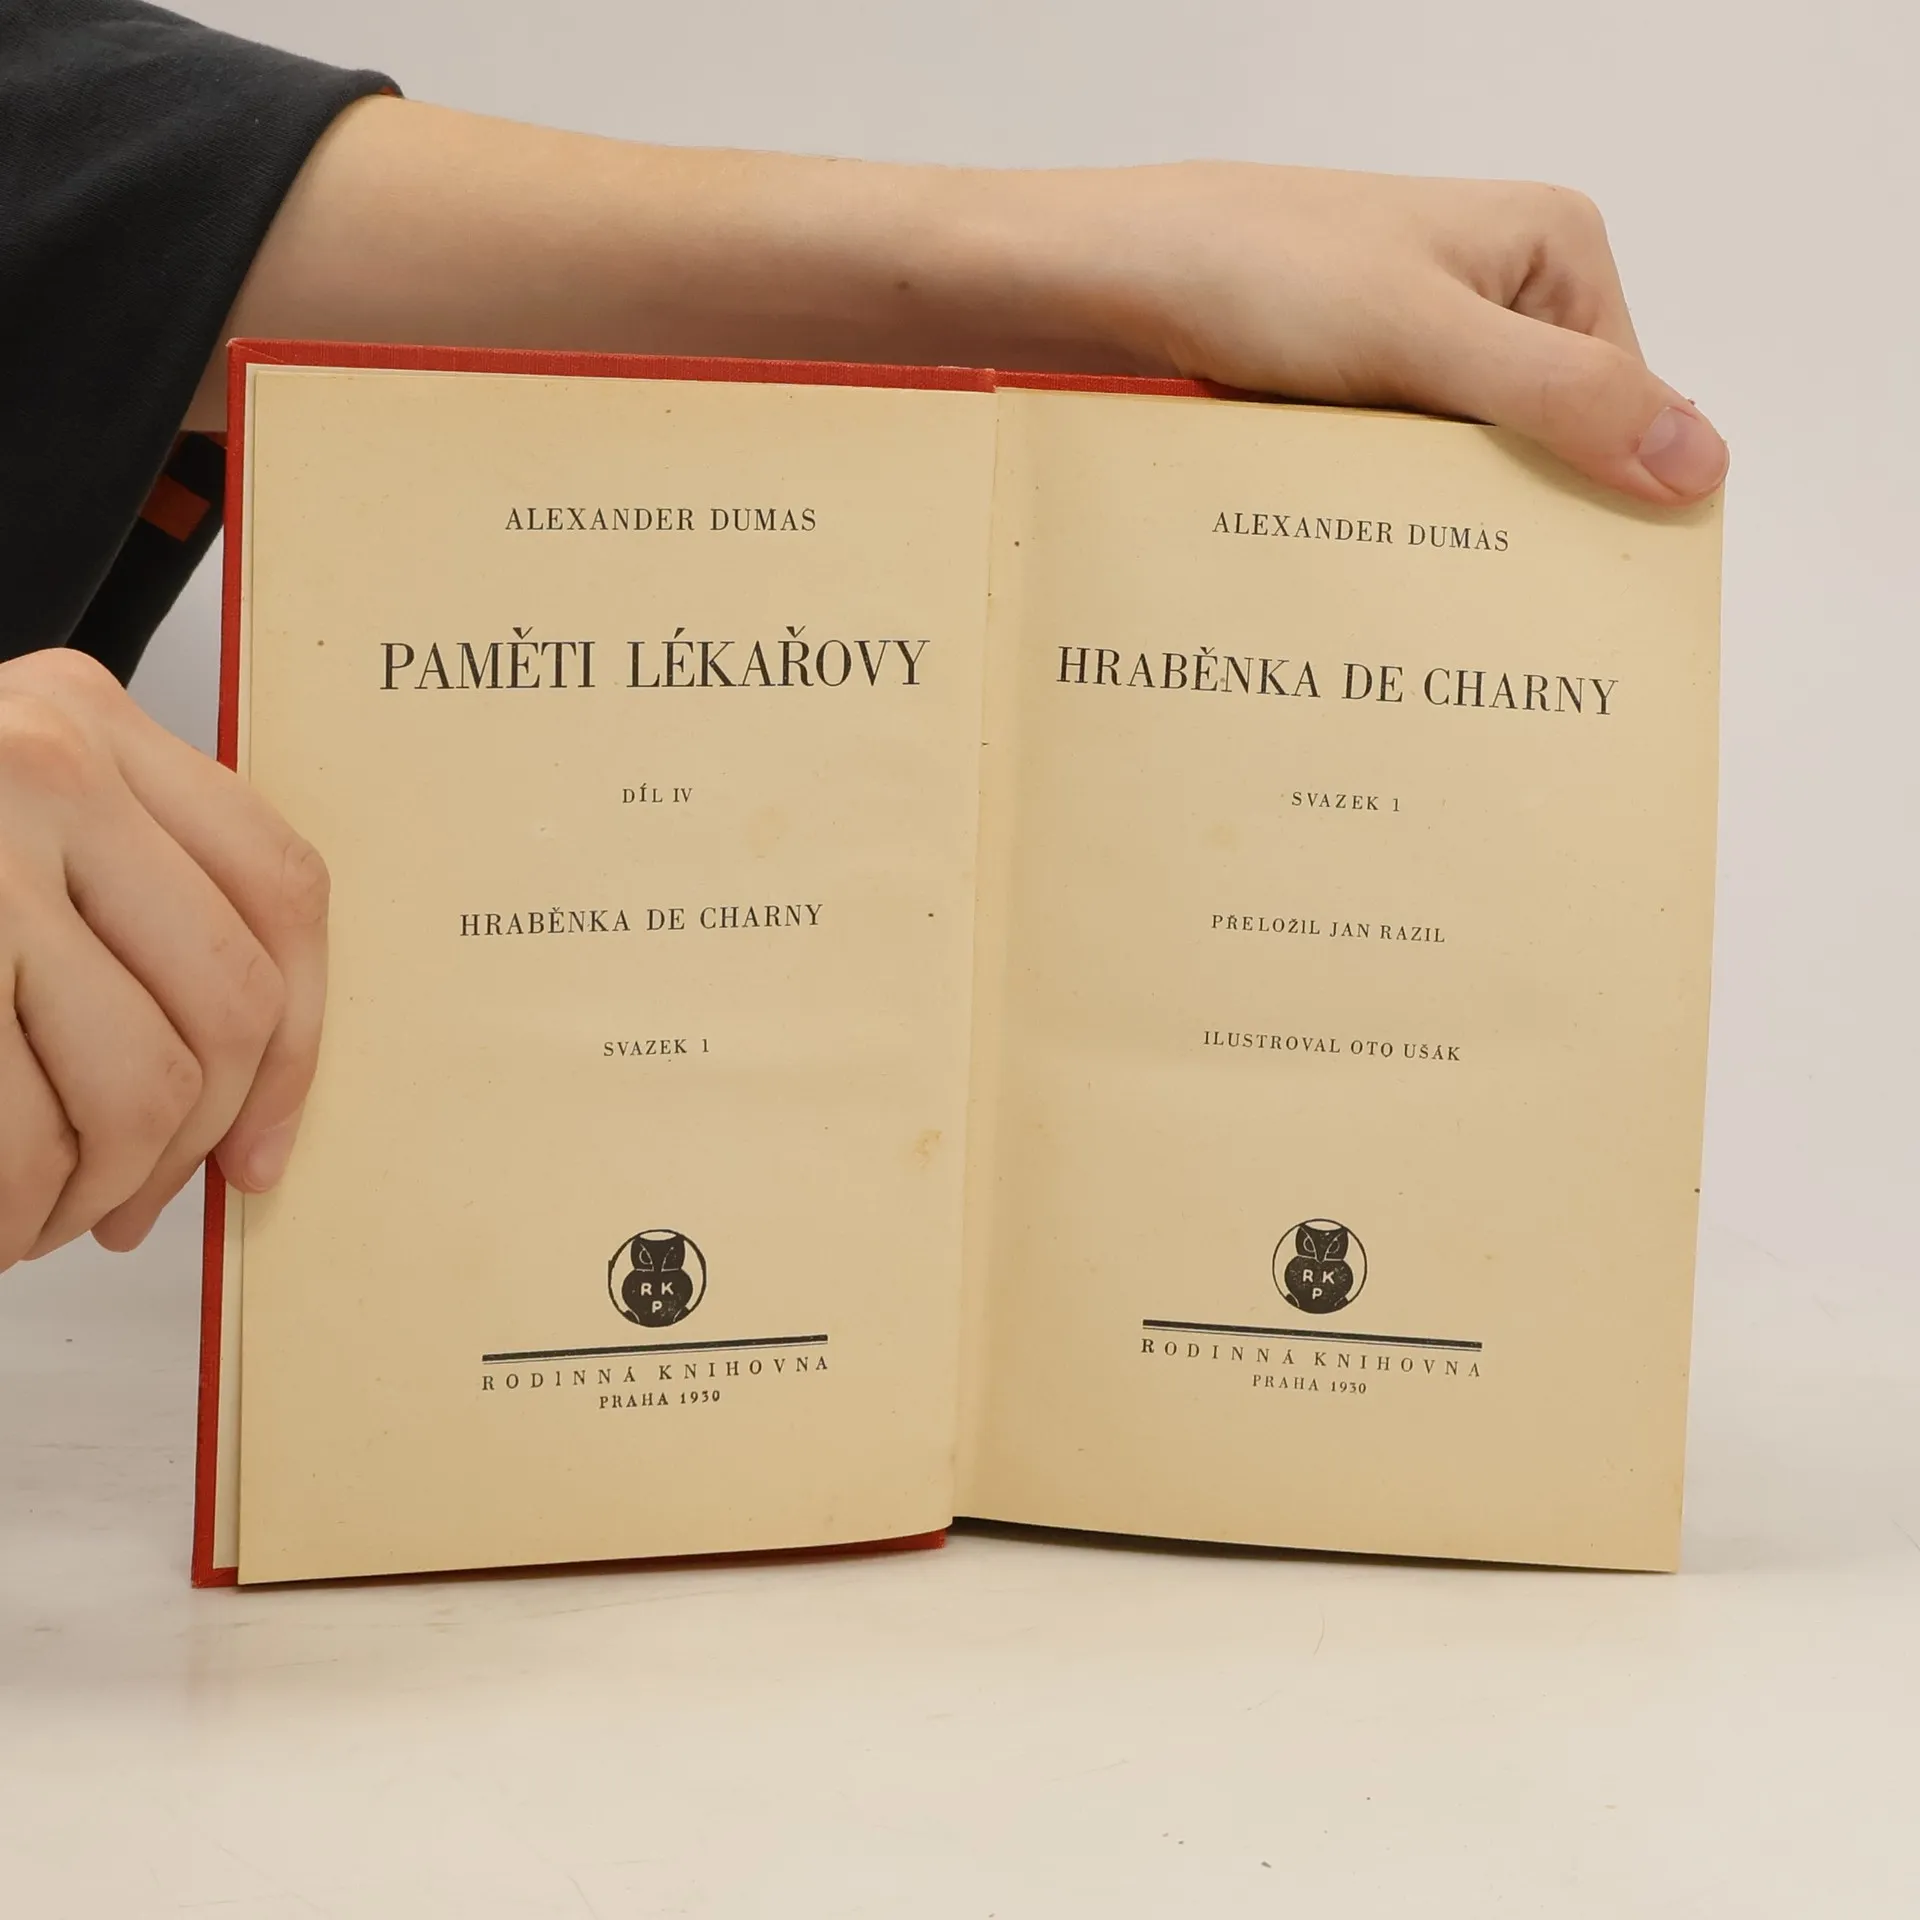 ALEXANDER DUMAS
PAMĚTI LÉKAŘOVY
DÍL IV
HRABĚNKA DE CHARNY
SVAZEK 1
R K
P
RODINNÁ KNIHOVNA
PRAHA 1930
ALEXANDER DUMAS
HRABĚNKA DE CHARNY
SVAZEK 1
PŘELOŽIL JAN RAZIL
ILUSTROVAL OTO UŠÁK
R K
P
RODINNÁ KNIHOVNA
PRAHA 1930